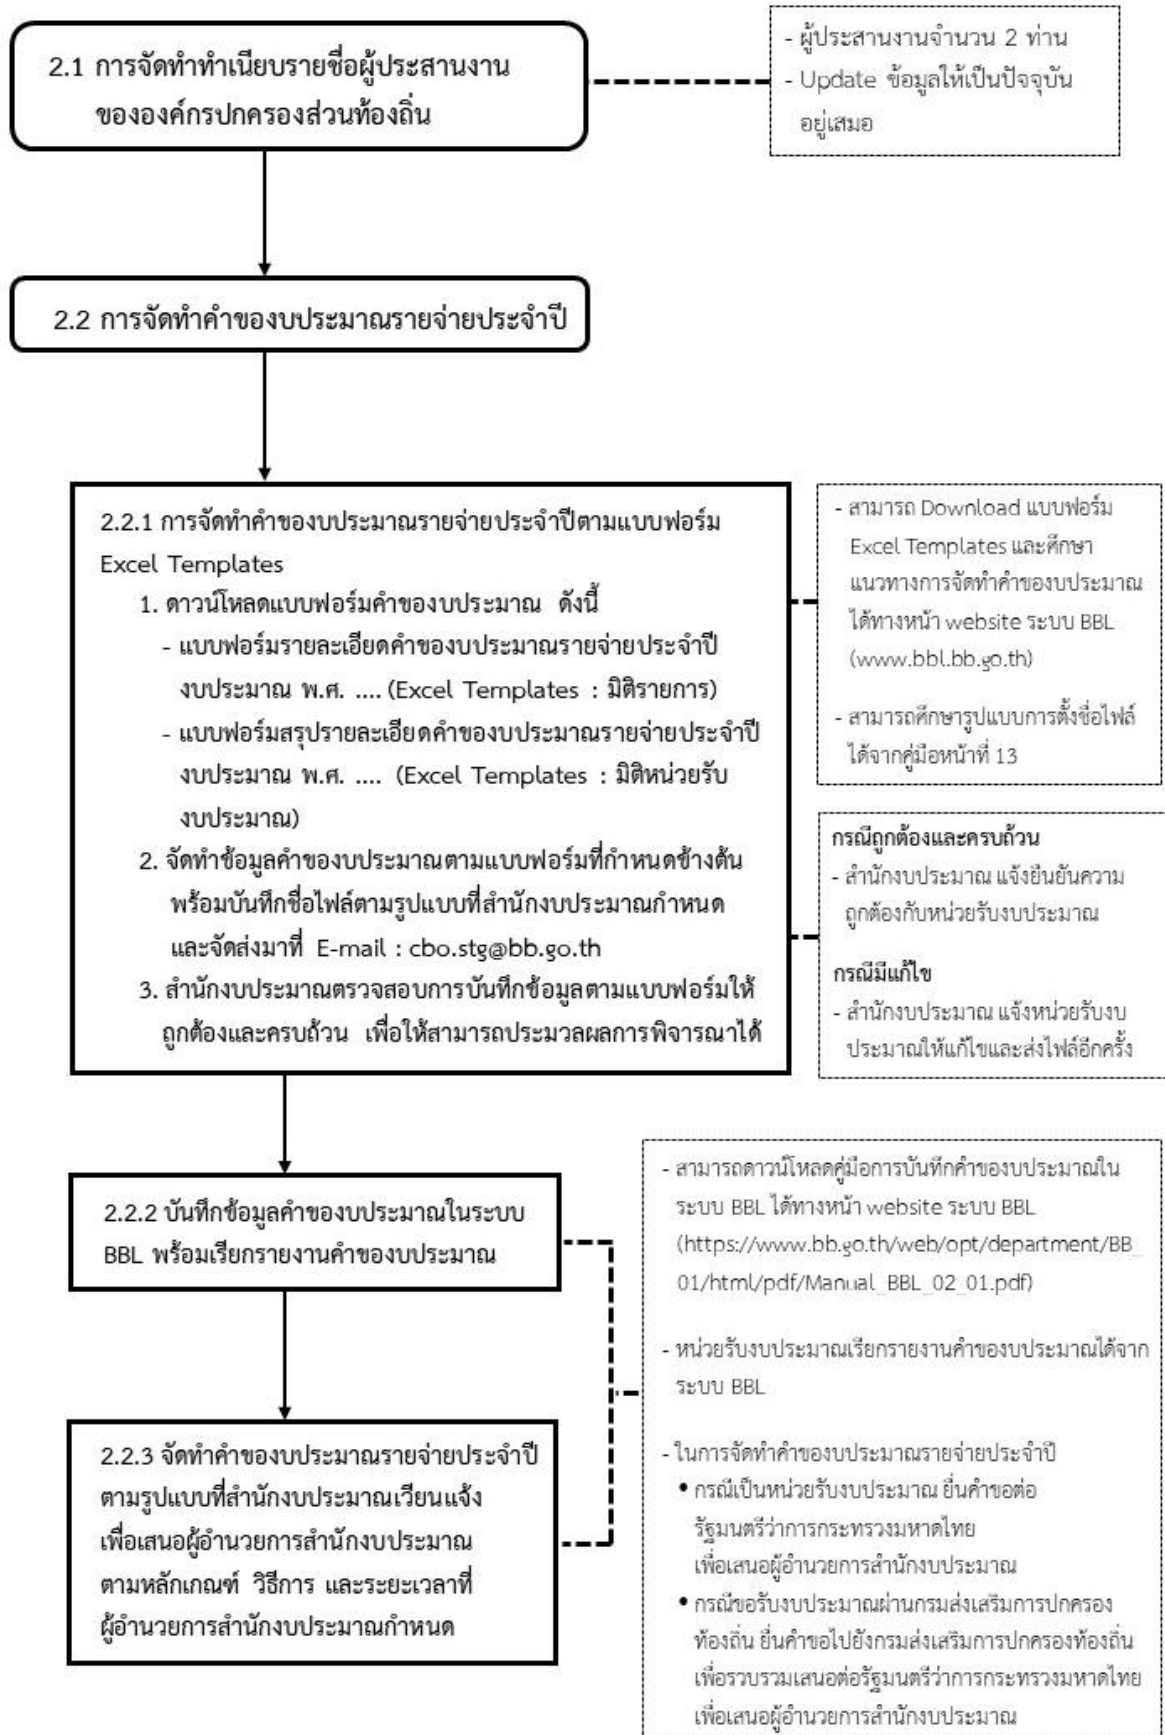 2.1 การจัดทำทำเนียบรายชื่อผู้ประสานงาน
ขององค์กรปกครองส่วนท้องถิ่น
- ผู้ประสานงานจำนวน 2 ท่าน
- Update ข้อมูลให้เป็นปัจจุบัน
อยู่เสมอ
2.2 การจัดทำคำของบประมาณรายจ่ายประจำปี
2.2.1 การจัดทำคำของบประมาณรายจ่ายประจำปีตามแบบฟอร์ม
Excel Templates
1. ดาวน์โหลดแบบฟอร์มคำของบประมาณ ดังนี้
- แบบฟอร์มรายละเอียดคำของบประมาณรายจ่ายประจำปี
งบประมาณ พ.ศ. .... (Excel Templates : มิติรายการ)
- แบบฟอร์มสรุปรายละเอียดคำของบประมาณรายจ่ายประจำปี
งบประมาณ พ.ศ. .... (Excel Templates : มิติหน่วยรับ
งบประมาณ)
2. จัดทำข้อมูลคำของบประมาณตามแบบฟอร์มที่กำหนดข้างต้น
พร้อมบันทึกชื่อไฟล์ตามรูปแบบที่สำนักงบประมาณกำหนด
และจัดส่งมาที่ E-mail : cbo.stg@bb.go.th
3. สำนักงบประมาณตรวจสอบการบันทึกข้อมูลตามแบบฟอร์มให้
ถูกต้องและครบถ้วน เพื่อให้สามารถประมวลผลการพิจารณาได้
- สามารถ Download แบบฟอร์ม
Excel Templates และศึกษา
แนวทางการจัดทำคำของบประมาณ
ได้ทางหน้า website ระบบ BBL
(www.bbl.bb.go.th)
- สามารถศึกษารูปแบบการตั้งชื่อไฟล์
ได้จากคู่มือหน้าที่ 13
กรณีถูกต้องและครบถ้วน
- สำนักงบประมาณ แจ้งยืนยันความ
ถูกต้องกับหน่วยรับงบประมาณ
กรณีมีแก้ไข
- สำนักงบประมาณ แจ้งหน่วยรับงบ
ประมาณให้แก้ไขและส่งไฟล์อีกครั้ง
2.2.2 บันทึกข้อมูลคำของบประมาณในระบบ
BBL พร้อมเรียกรายงานคำของบประมาณ
2.2.3 จัดทำคำของบประมาณรายจ่ายประจำปี
ตามรูปแบบที่สำนักงบประมาณเวียนแจ้ง
เพื่อเสนอผู้อำนวยการสำนักงบประมาณ
ตามหลักเกณฑ์ วิธีการ และระยะเวลาที่
ผู้อำนวยการสำนักงบประมาณกำหนด
- สามารถดาวน์โหลดคู่มือการบันทึกคำของบประมาณใน
ระบบ BBL ได้ทางหน้า website ระบบ BBL
(https://www.bb.go.th/web/opt/department/BB_
01/html/pdf/Manual_BBL_02_01.pdf)
- หน่วยรับงบประมาณเรียกรายงานคำของบประมาณได้จาก
ระบบ BBL
- ในการจัดทำคำของบประมาณรายจ่ายประจำปี
• กรณีเป็นหน่วยรับงบประมาณ ยื่นคำขอต่อ
รัฐมนตรีว่าการกระทรวงมหาดไทย
เพื่อเสนอผู้อำนวยการสำนักงบประมาณ
• กรณีขอรับงบประมาณผ่านกรมส่งเสริมการปกครอง
ท้องถิ่น ยื่นคำขอไปยังกรมส่งเสริมการปกครองท้องถิ่น
เพื่อรวบรวมเสนอต่อรัฐมนตรีว่าการกระทรวงมหาดไทย
เพื่อเสนอผู้อำนวยการสำนักงบประมาณ